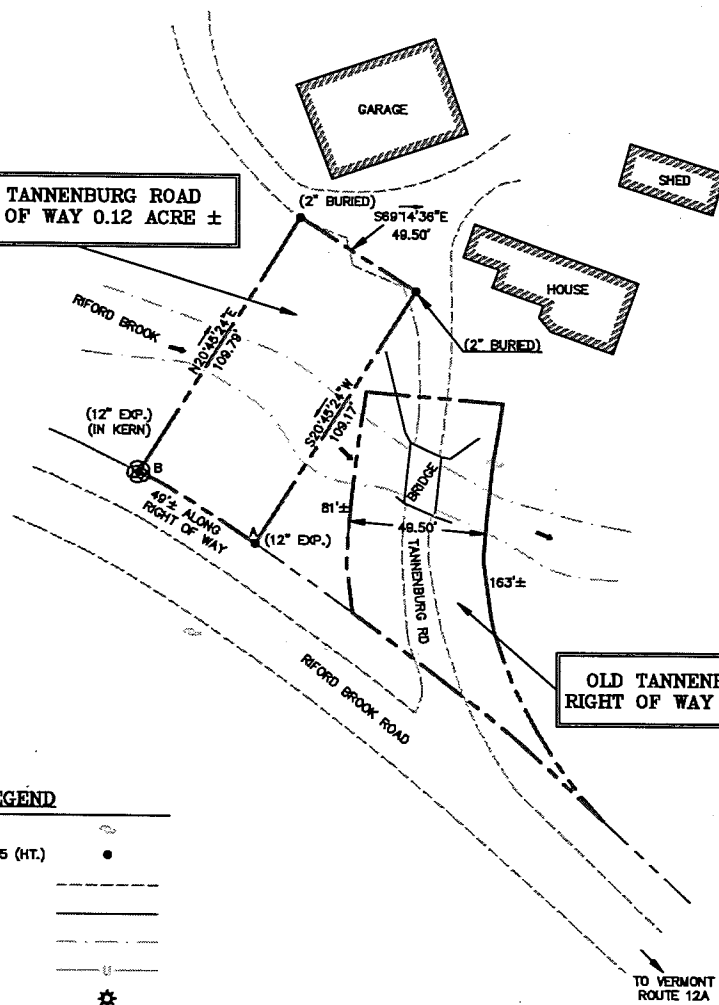 GARAGE
SHED
TANNENBURG ROAD
OF WAY 0.12 ACRE ±
(2" BURIED)
S69°14'36"E
49.50'
HOUSE
RIFORD BROOK
(2" BURIED)
N20°45'24"E
109.79'
S20°45'24"W
109.17'
(12" EXP.)
(IN KERN)
B
49'± ALONG
RIGHT OF WAY
A
(12" EXP.)
BRIDGE
81'±
49.50'
TANNENBURG RD
163'±
RIFORD BROOK ROAD
OLD TANNENB
RIGHT OF WAY
EGEND
5 (HT.)
U
TO VERMONT
ROUTE 12A